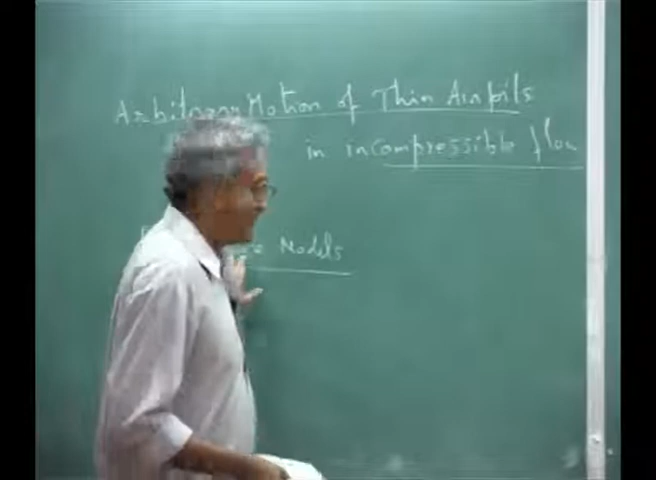 Arbitrary Motion of Thin Airfoils
in incompressible flow
Models